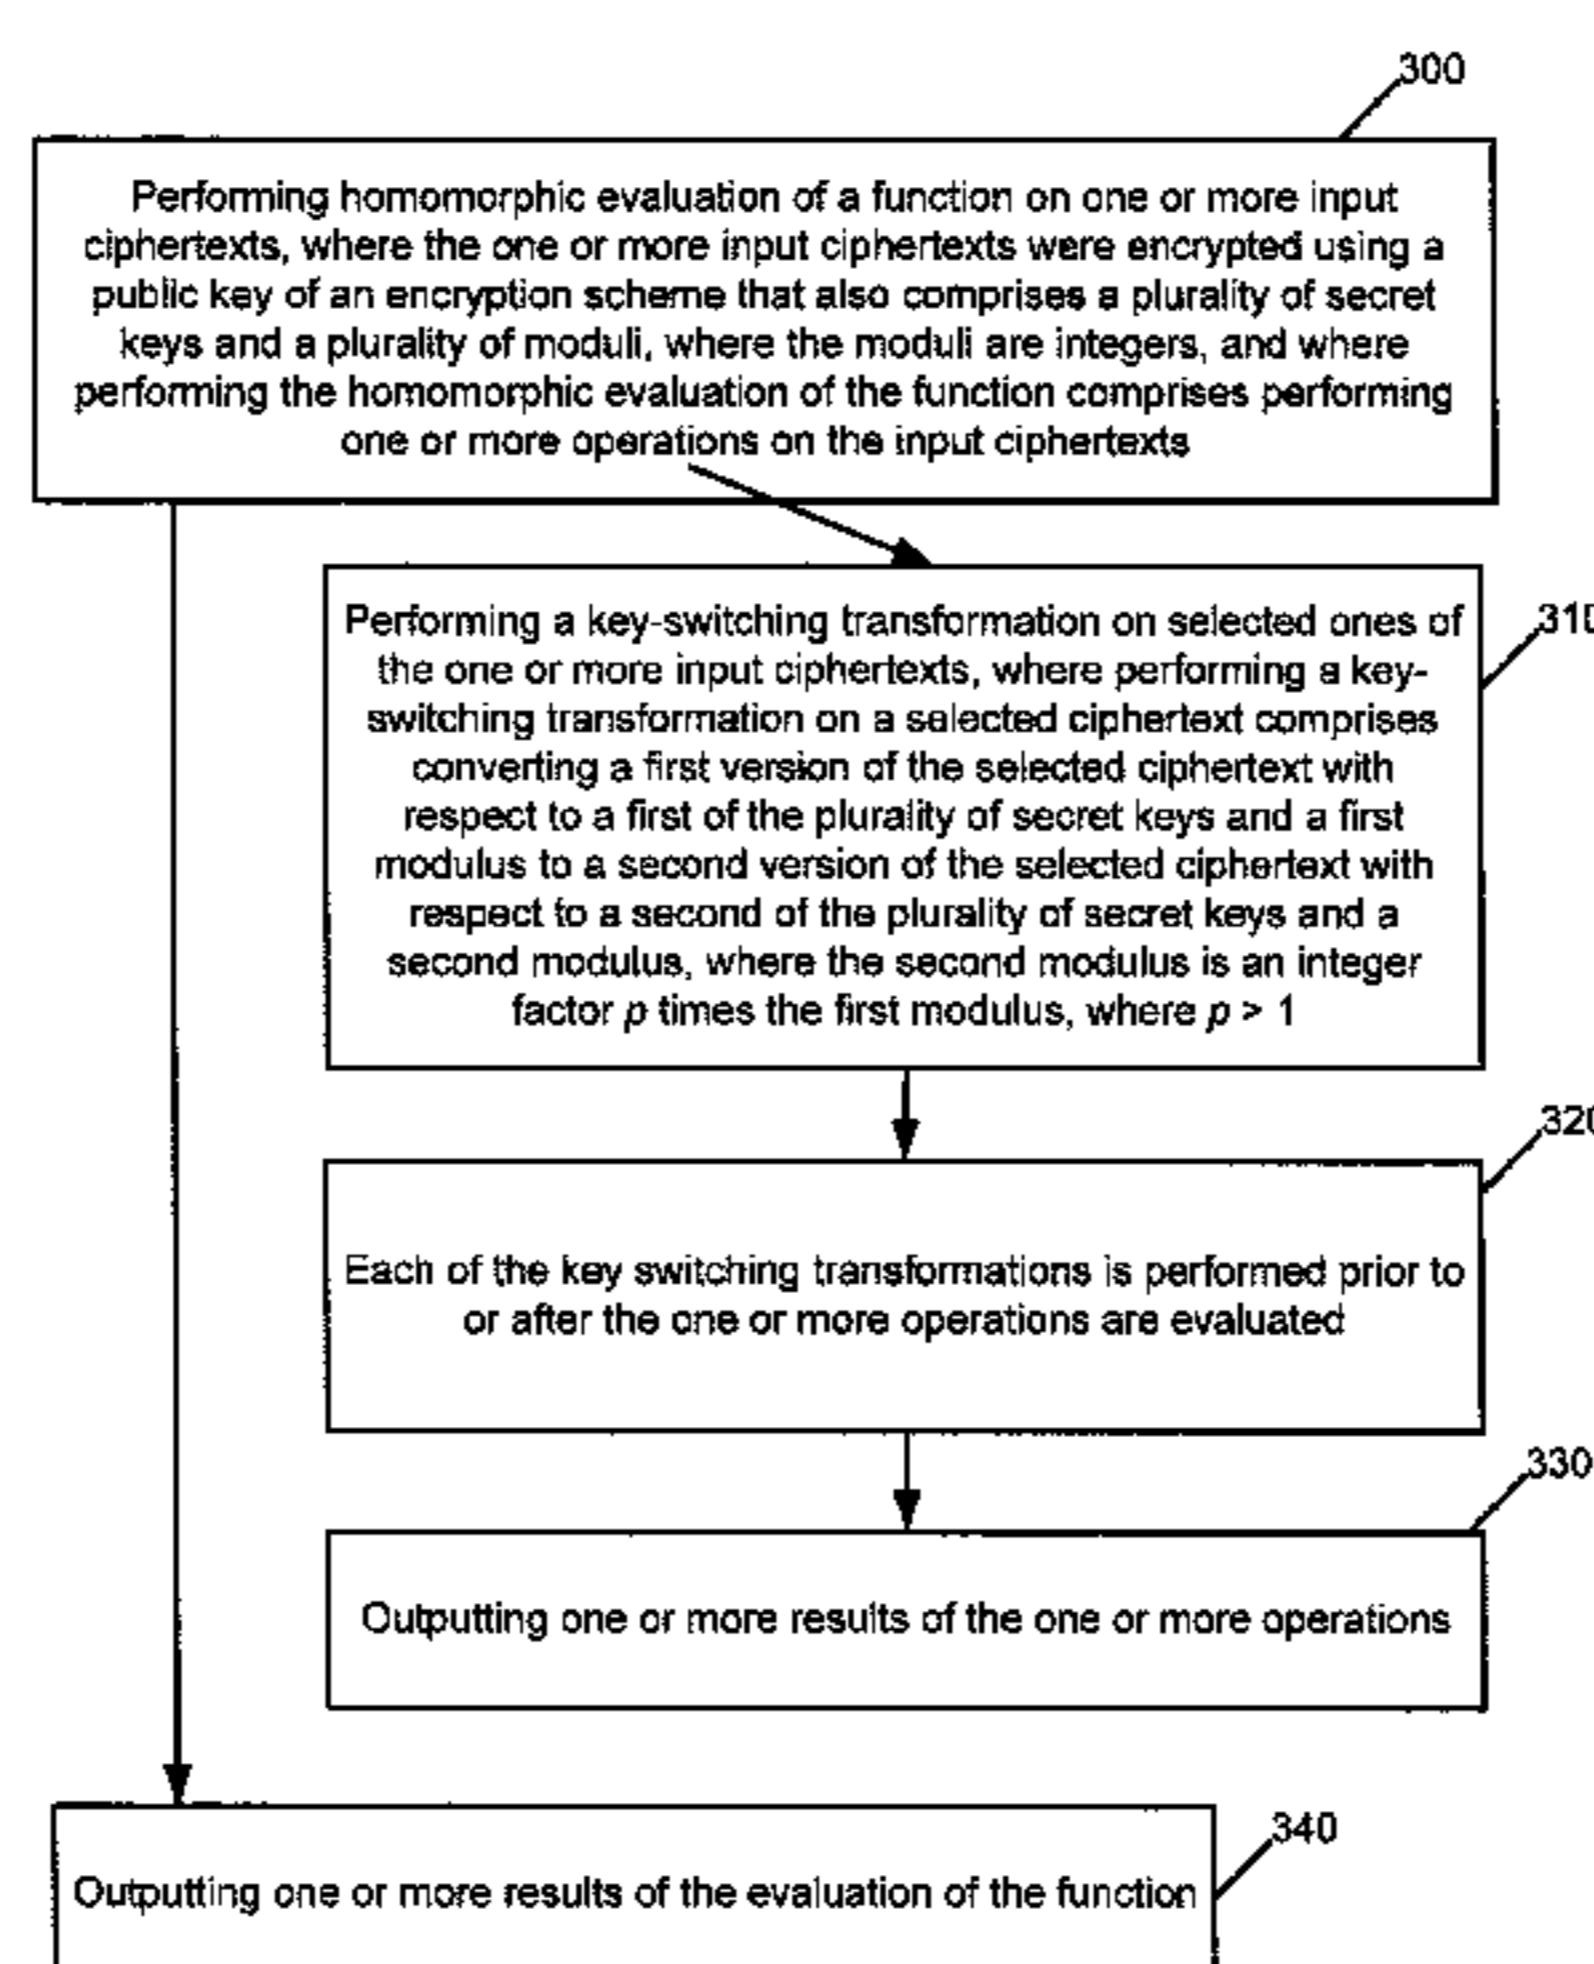 300
Performing homomorphic evaluation of a function on one or more input
ciphertexts, where the one or more input ciphertexts were encrypted using a
public key of an encryption scheme that also comprises a plurality of secret
keys and a plurality of moduli, where the moduli are integers, and where
performing the homomorphic evaluation of the function comprises performing
one or more operations on the input ciphertexts
310
Performing a key-switching transformation on selected ones of
the one or more input ciphertexts, where performing a key-
switching transformation on a selected ciphertext comprises
converting a first version of the selected ciphertext with
respect to a first of the plurality of secret keys and a first
modulus to a second version of the selected ciphertext with
respect to a second of the plurality of secret keys and a
second modulus, where the second modulus is an integer
factor p times the first modulus, where p > 1
320
Each of the key switching transformations is performed prior to
or after the one or more operations are evaluated
330
Outputting one or more results of the one or more operations
340
Outputting one or more results of the evaluation of the function